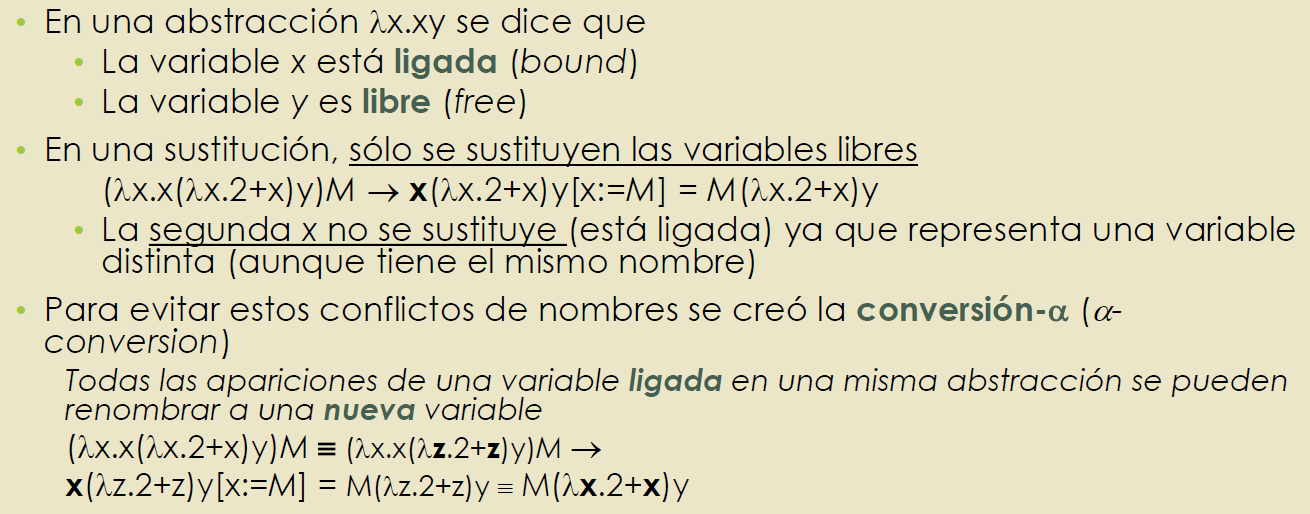 • En una abstracción λx.xy se dice que
• La variable x está ligada (bound)
• La variable y es libre (free)
• En una sustitución, sólo se sustituyen las variables libres
(λx.x(λx.2+x)y)M → x(λx.2+x)y[x:=M] = M(λx.2+x)y
• La segunda x no se sustituye (está ligada) ya que representa una variable
distinta (aunque tiene el mismo nombre)
• Para evitar estos conflictos de nombres se creó la conversión-α (α-
conversion)
Todas las apariciones de una variable ligada en una misma abstracción se pueden
renombrar a una nueva variable
(λx.x(λx.2+x)y)M ≡ (λx.x(λz.2+z)y)M →
x(λz.2+z)y[x:=M] = M(λz.2+z)y ≡ M(λx.2+x)y